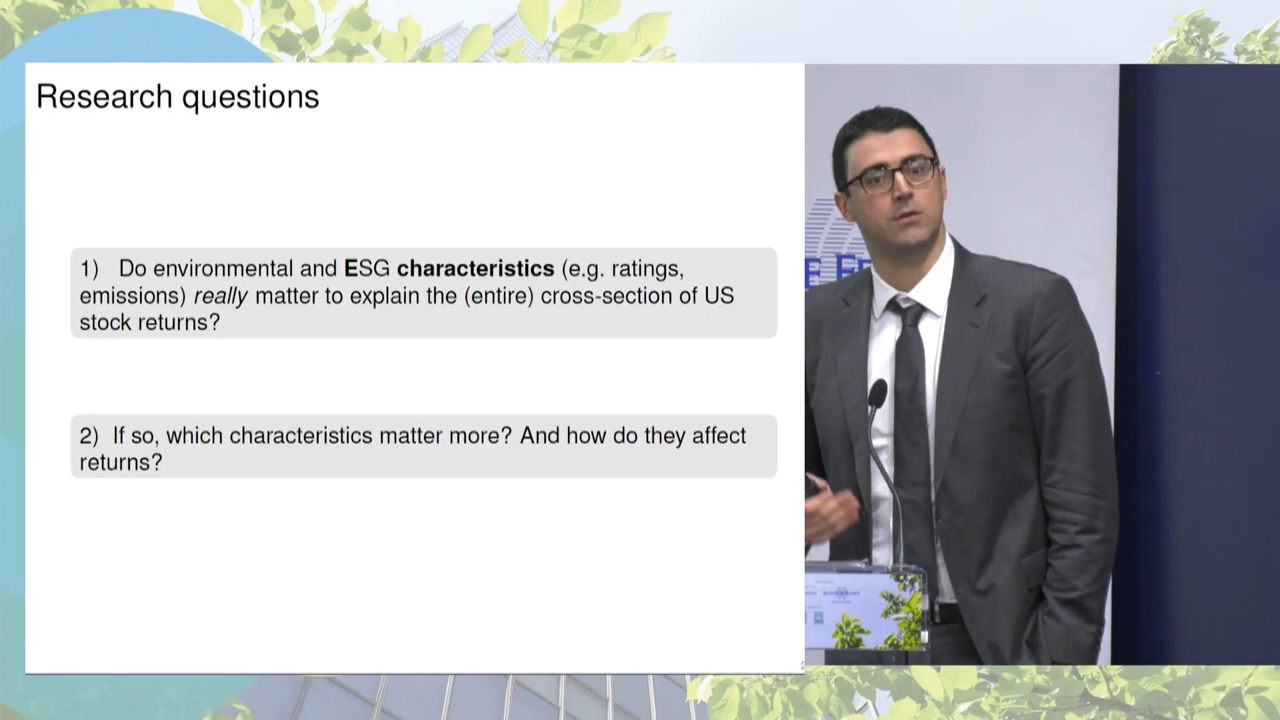 Research questions
1) Do environmental and ESG characteristics (e.g. ratings,
emissions) really matter to explain the (entire) cross-section of US
stock returns?
2) If so, which characteristics matter more? And how do they affect
returns?